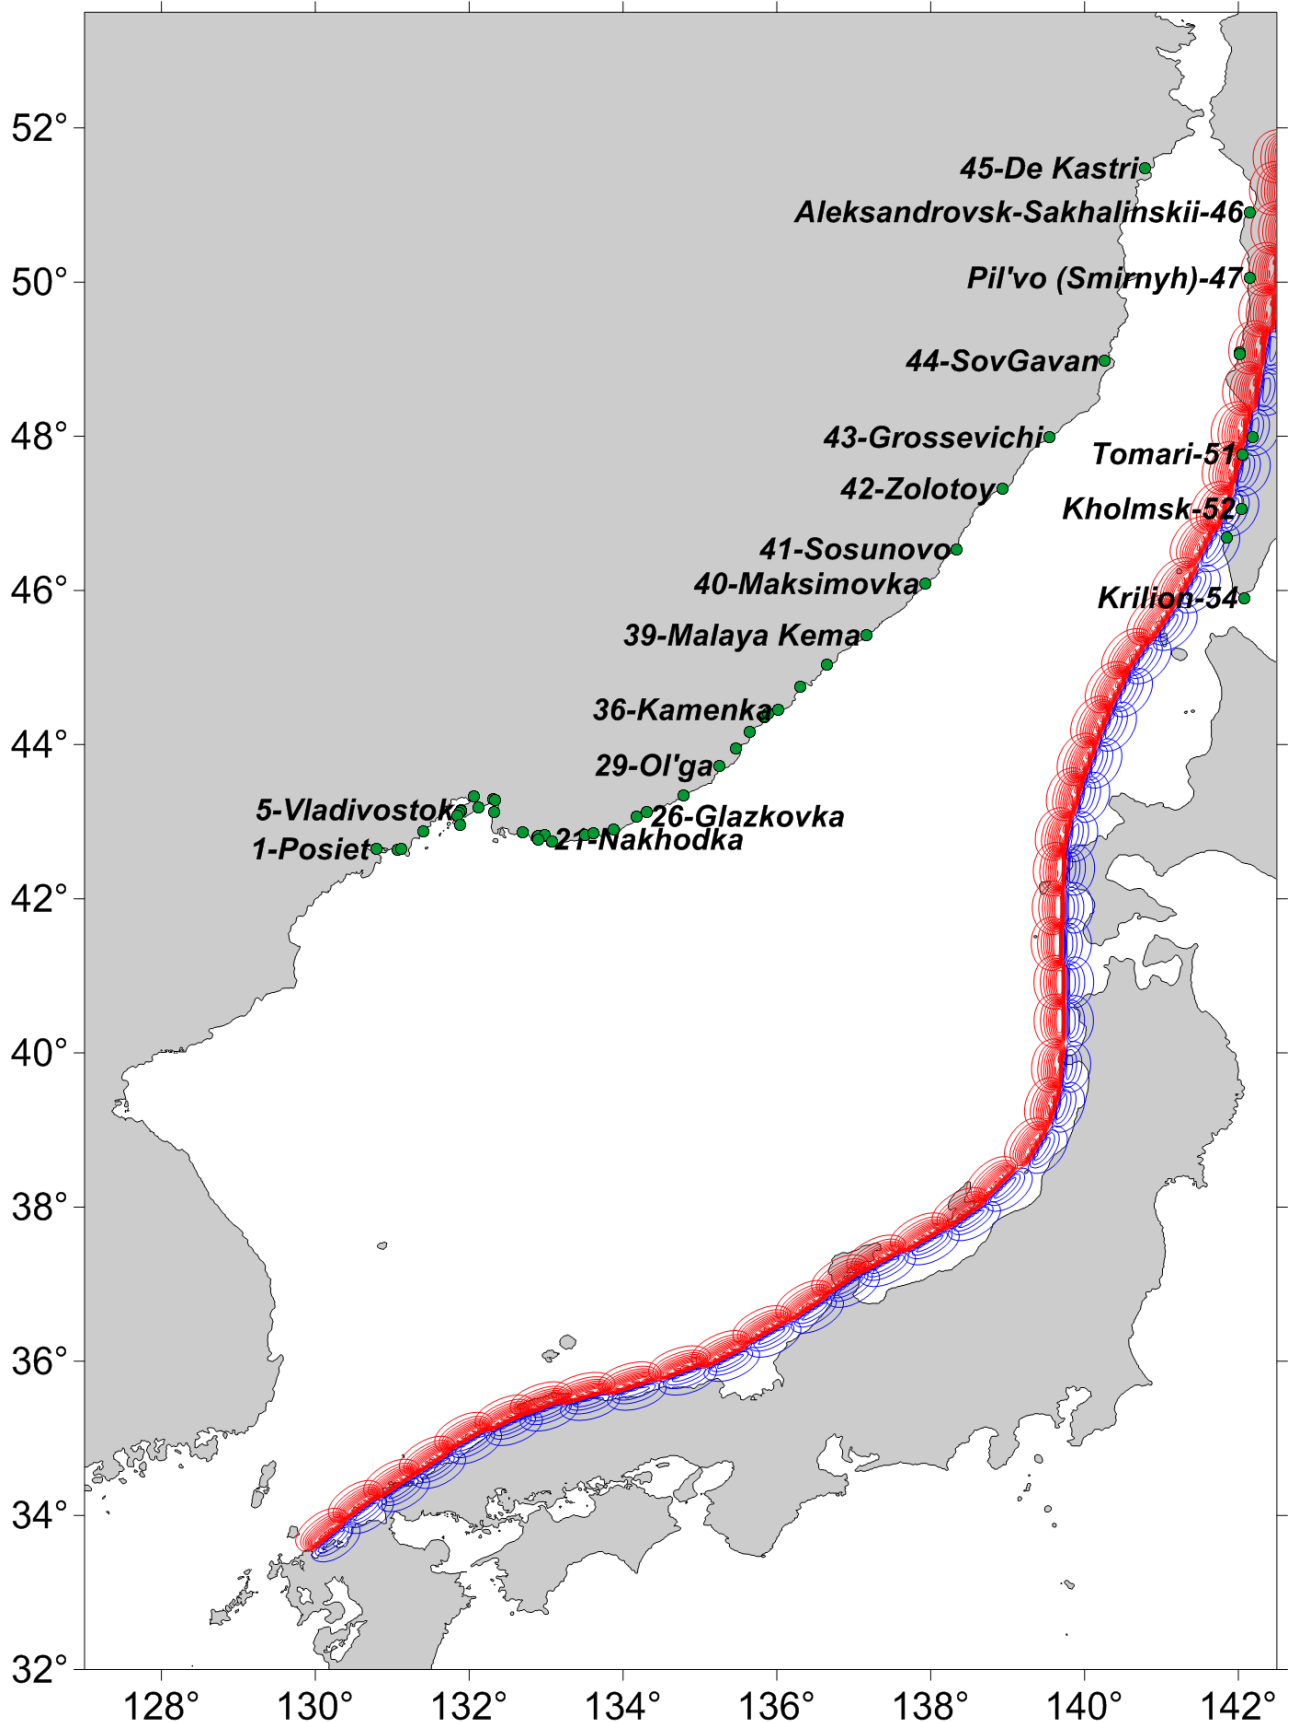 52°
45-De Kastri
Aleksandrovsk-Sakhalinskii-46
50°
Pil'vo (Smirnyh)-47
44-SovGavan
48°
43-Grossevichi
Tomari-51
42-Zolotoy
Kholmsk-52
41-Sosunovo
46°
40-Maksimovka
Krilion-54
39-Malaya Kema
36-Kamenka
44°
29-Ol'ga
5-Vladivostok
26-Glazkovka
21-Nakhodka
1-Posiet
42°
40°
38°
36°
34°
32°
128° 130° 132° 134° 136° 138° 140° 142°